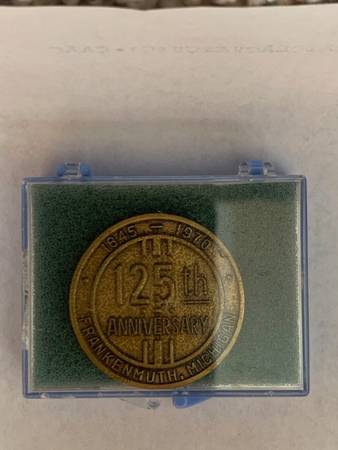 1845 — 1970
125th
ANNIVERSARY
FRANKENMUTH, MICHIGAN